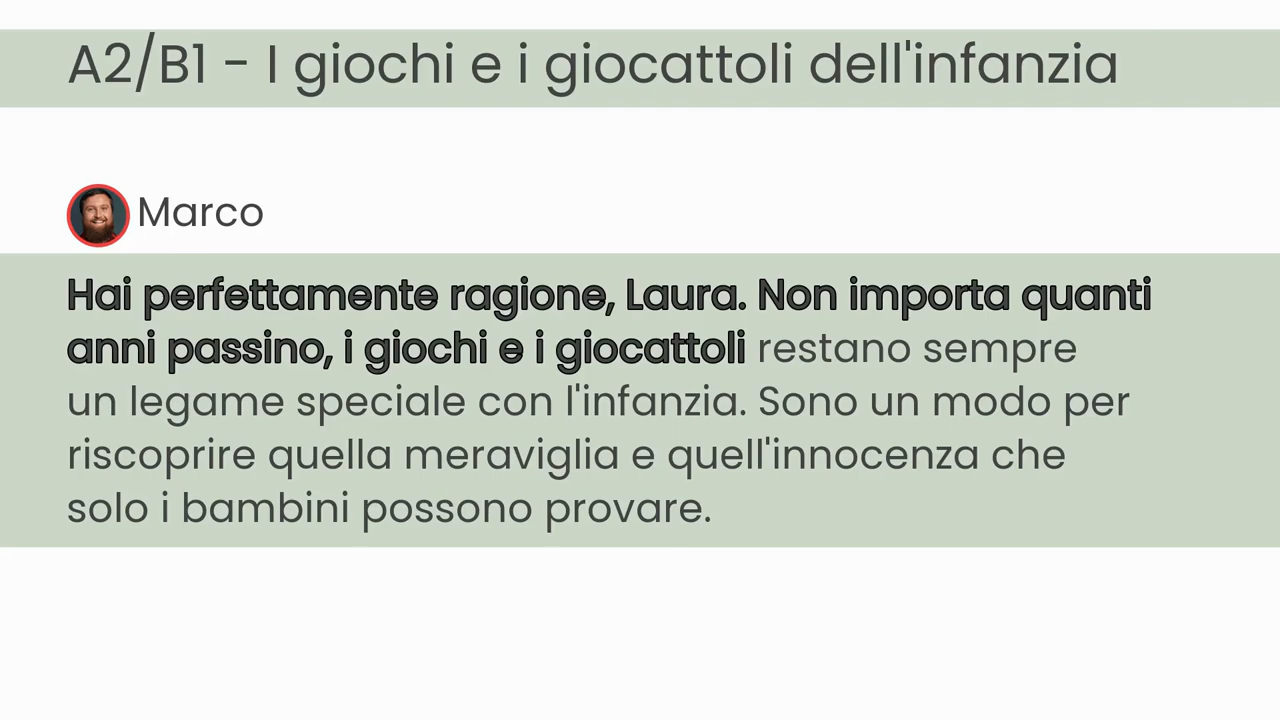 A2/B1 - I giochi e i giocattoli dell'infanzia
Marco
Hai perfettamente ragione, Laura. Non importa quanti
anni passino, i giochi e i giocattoli restano sempre
un legame speciale con l'infanzia. Sono un modo per
riscoprire quella meraviglia e quell'innocenza che
solo i bambini possono provare.